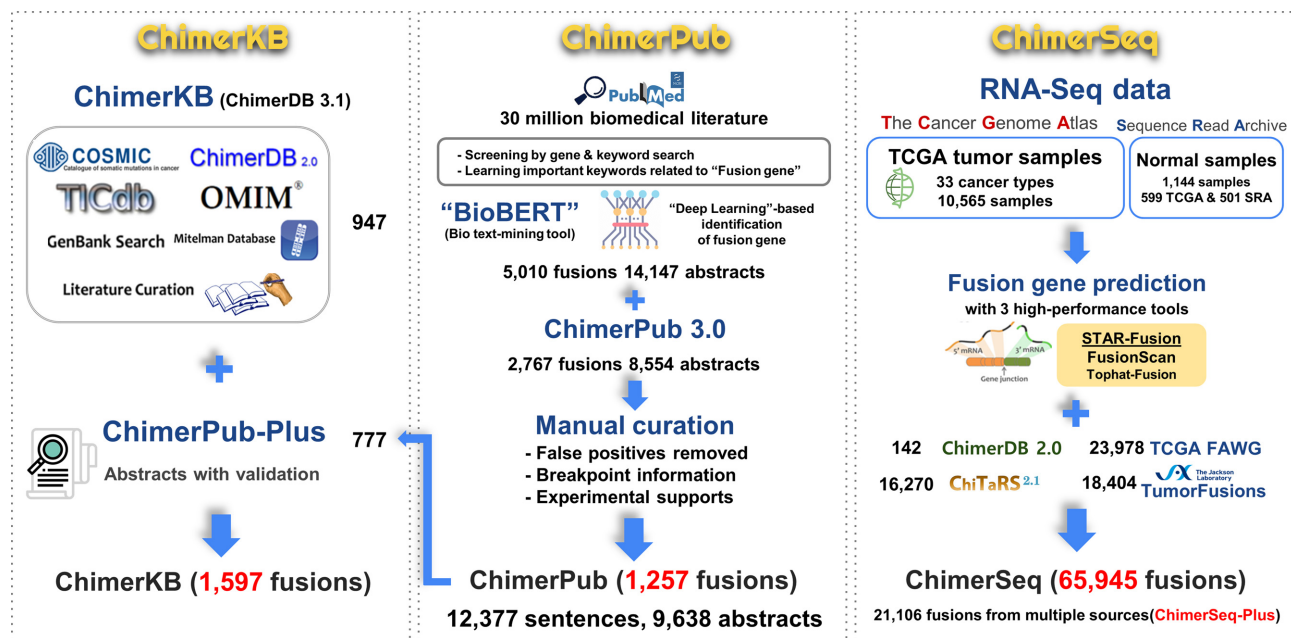 ChimerKB
ChimerKB (ChimerDB 3.1)
COSMIC
Catalogue of somatic mutations in cancer
ChimerDB 2.0
TICdb
OMIM®
GenBank Search
Mitelman Database
Literature Curation
947
ChimerPub-Plus
777
Abstracts with validation
ChimerKB (1,597 fusions)
ChimerPub
PubMed
30 million biomedical literature
- Screening by gene & keyword search
- Learning important keywords related to “Fusion gene”
“BioBERT”
(Bio text-mining tool)
“Deep Learning”-based
identification
of fusion gene
5,010 fusions 14,147 abstracts
ChimerPub 3.0
2,767 fusions 8,554 abstracts
Manual curation
- False positives removed
- Breakpoint information
- Experimental supports
ChimerPub (1,257 fusions)
12,377 sentences, 9,638 abstracts
ChimerSeq
RNA-Seq data
The Cancer Genome Atlas
TCGA tumor samples
33 cancer types
10,565 samples
Sequence Read Archive
Normal samples
1,144 samples
599 TCGA & 501 SRA
Fusion gene prediction
with 3 high-performance tools
5' mRNA
3' mRNA
Gene junction
STAR-Fusion
FusionScan
Tophat-Fusion
142 ChimerDB 2.0
23,978 TCGA FAWG
16,270 ChiTaRS 2.1
18,404 The Jackson Laboratory TumorFusions
ChimerSeq (65,945 fusions)
21,106 fusions from multiple sources(ChimerSeq-Plus)